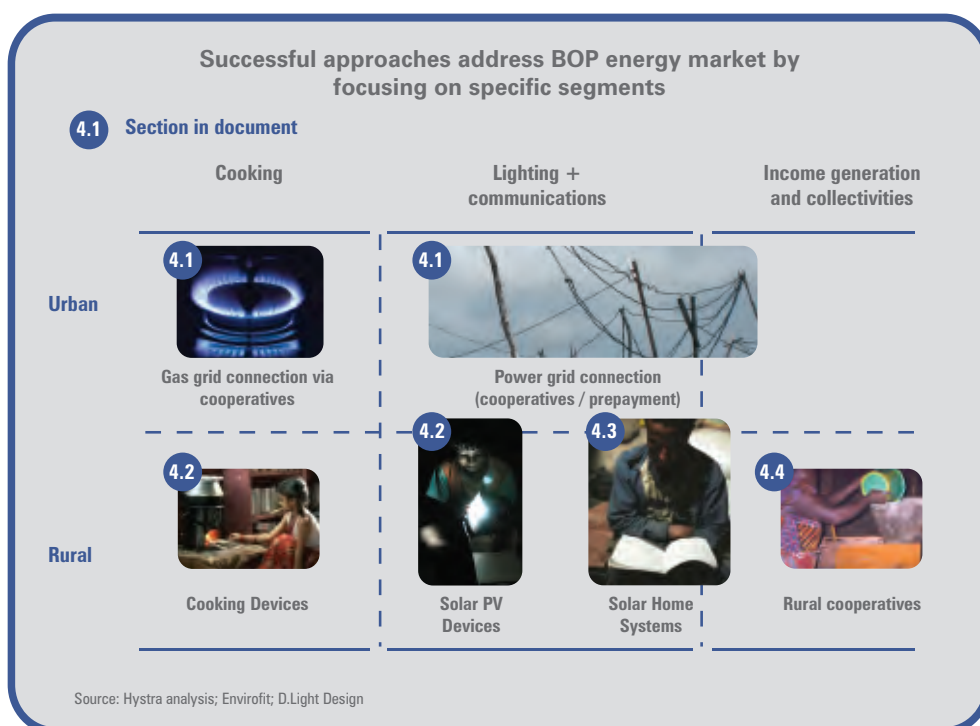 Successful approaches address BOP energy market by
focusing on specific segments
4.1 Section in document
Cooking
Lighting +
communications
Income generation
and collectivities
Urban
4.1
Gas grid connection via
cooperatives
4.1
Power grid connection
(cooperatives / prepayment)
Rural
4.2
Cooking Devices
4.2
Solar PV
Devices
4.3
Solar Home
Systems
4.4
Rural cooperatives
Source: Hystra analysis; Envirofit; D.Light Design